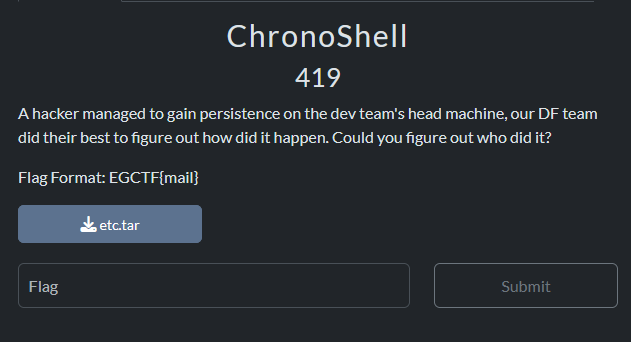 ChronoShell
419
A hacker managed to gain persistence on the dev team's head machine, our DF team
did their best to figure out how did it happen. Could you figure out who did it?
Flag Format: EGCTF{mail}
etc.tar
Flag
Submit